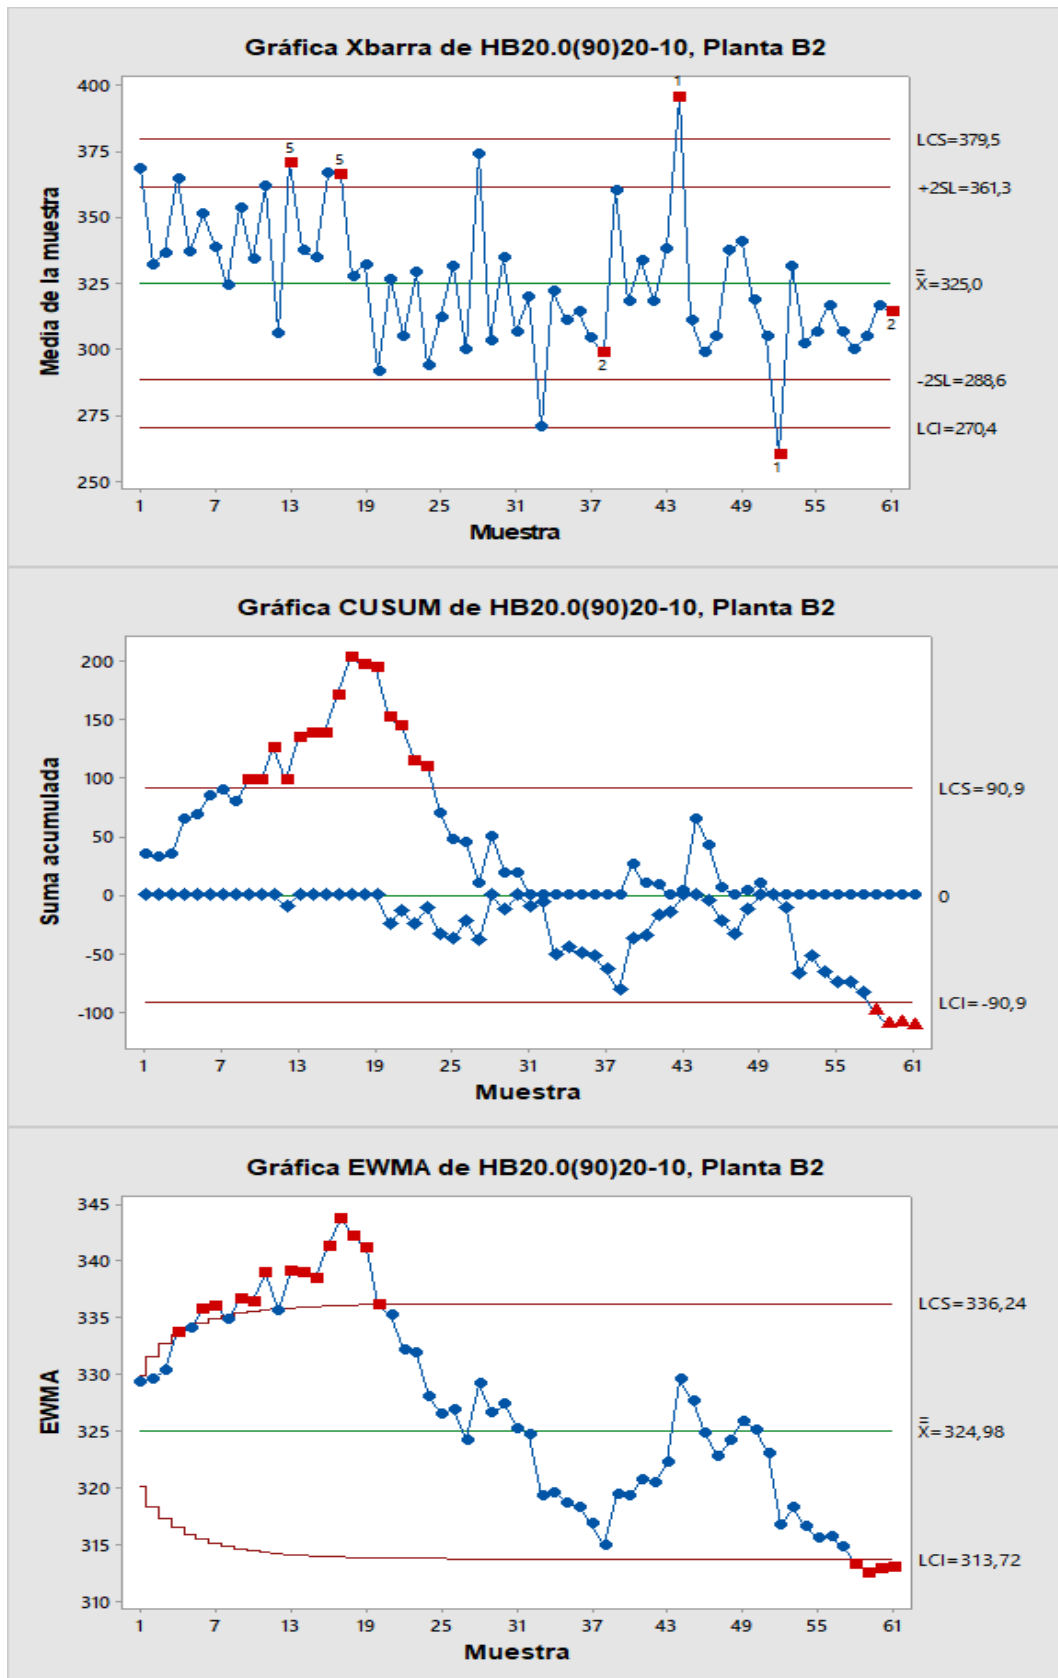 Gráfica Xbarra de HB20.0(90)20-10, Planta B2
Media de la muestra
400
375
350
325
300
275
250
1
5
5
2
1
1
2
LCS=379,5
+2SL=361,3
X=325,0
-2SL=288,6
LCI=270,4
1 7 13 19 25 31 37 43 49 55 61
Muestra
Gráfica CUSUM de HB20.0(90)20-10, Planta B2
Suma acumulada
200
150
100
50
0
-50
-100
LCS=90,9
0
LCI=-90,9
1 7 13 19 25 31 37 43 49 55 61
Muestra
Gráfica EWMA de HB20.0(90)20-10, Planta B2
EWMA
345
340
335
330
325
320
315
310
LCS=336,24
X=324,98
LCI=313,72
1 7 13 19 25 31 37 43 49 55 61
Muestra